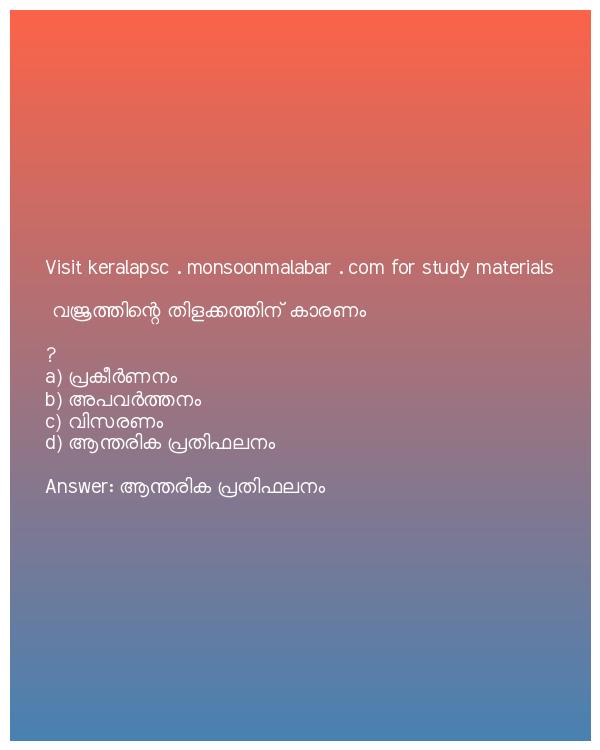 Visit keralapsc . monsoonmalabar . com for study materials
വജ്രത്തിന്റെ തിളക്കത്തിന് കാരണം
?
a) പ്രകീർണനം
b) അപവർത്തനം
c) വിസരണം
d) ആന്തരിക പ്രതിഫലനം
Answer: ആന്തരിക പ്രതിഫലനം